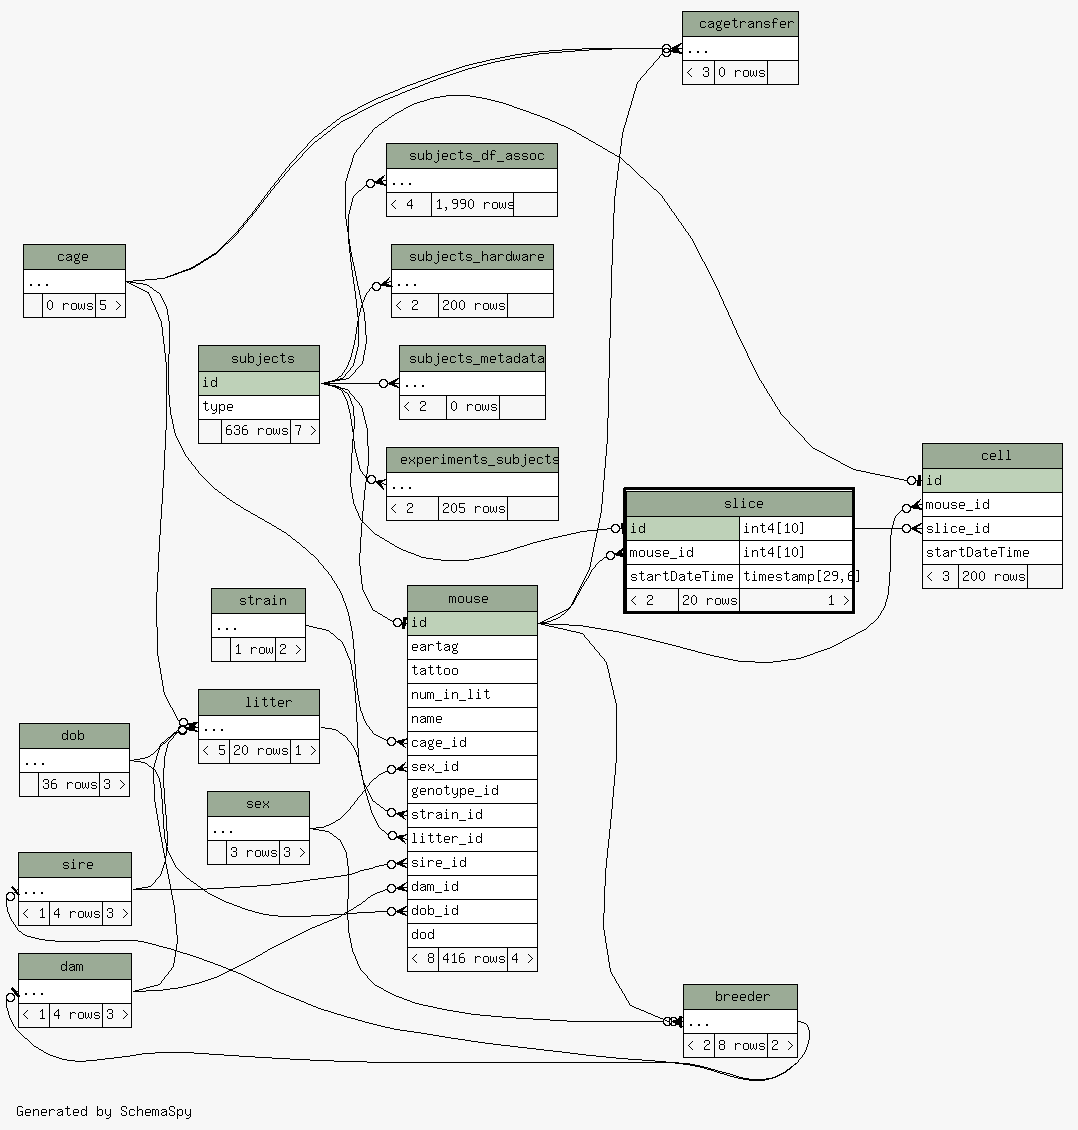 cagetransfer
...
< 3 0 rows
subjects_df_assoc
...
< 4 1,990 rows
cage
...
0 rows 5 >
subjects_hardware
...
< 2 200 rows
subjects
id
type
636 rows 7 >
subjects_metadata
...
< 2 0 rows
experiments_subjects
...
< 2 205 rows
cell
id
mouse_id
slice_id
startDateTime
< 3 200 rows
slice
id int4[10]
mouse_id int4[10]
startDateTime timestamp[29,6]
< 2 20 rows 1 >
strain
...
1 row 2 >
mouse
id
eartag
tattoo
num_in_lit
name
cage_id
sex_id
genotype_id
strain_id
litter_id
sire_id
dam_id
dob_id
dod
< 8 416 rows 4 >
litter
...
< 5 20 rows 1 >
dob
...
36 rows 3 >
sex
...
3 rows 3 >
sire
...
< 1 4 rows 3 >
dam
...
< 1 4 rows 3 >
breeder
...
< 2 8 rows 2 >
Generated by SchemaSpy